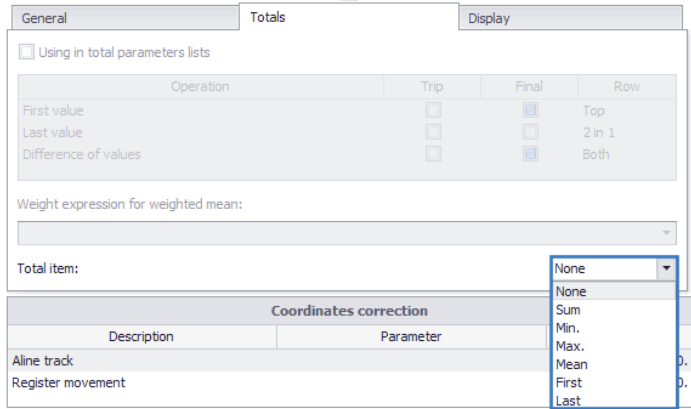 General Totals Display
Using in total parameters lists
Operation Trip Final Row
First value Top
Last value 2 in 1
Difference of values Both
Weight expression for weighted mean:
Total item: None
None
Sum
Min.
Max.
Mean
First
Last
Coordinates correction
Description Parameter
Aline track 0.
Register movement 0.